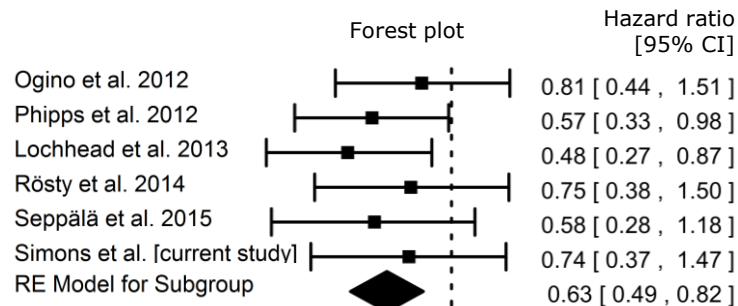 Forest plot
Hazard ratio
[95% CI]
Ogino et al. 2012 0.81 [ 0.44 , 1.51 ]
Phipps et al. 2012 0.57 [ 0.33 , 0.98 ]
Lochhead et al. 2013 0.48 [ 0.27 , 0.87 ]
Rösty et al. 2014 0.75 [ 0.38 , 1.50 ]
Seppälä et al. 2015 0.58 [ 0.28 , 1.18 ]
Simons et al. [current study] 0.74 [ 0.37 , 1.47 ]
RE Model for Subgroup 0.63 [ 0.49 , 0.82 ]